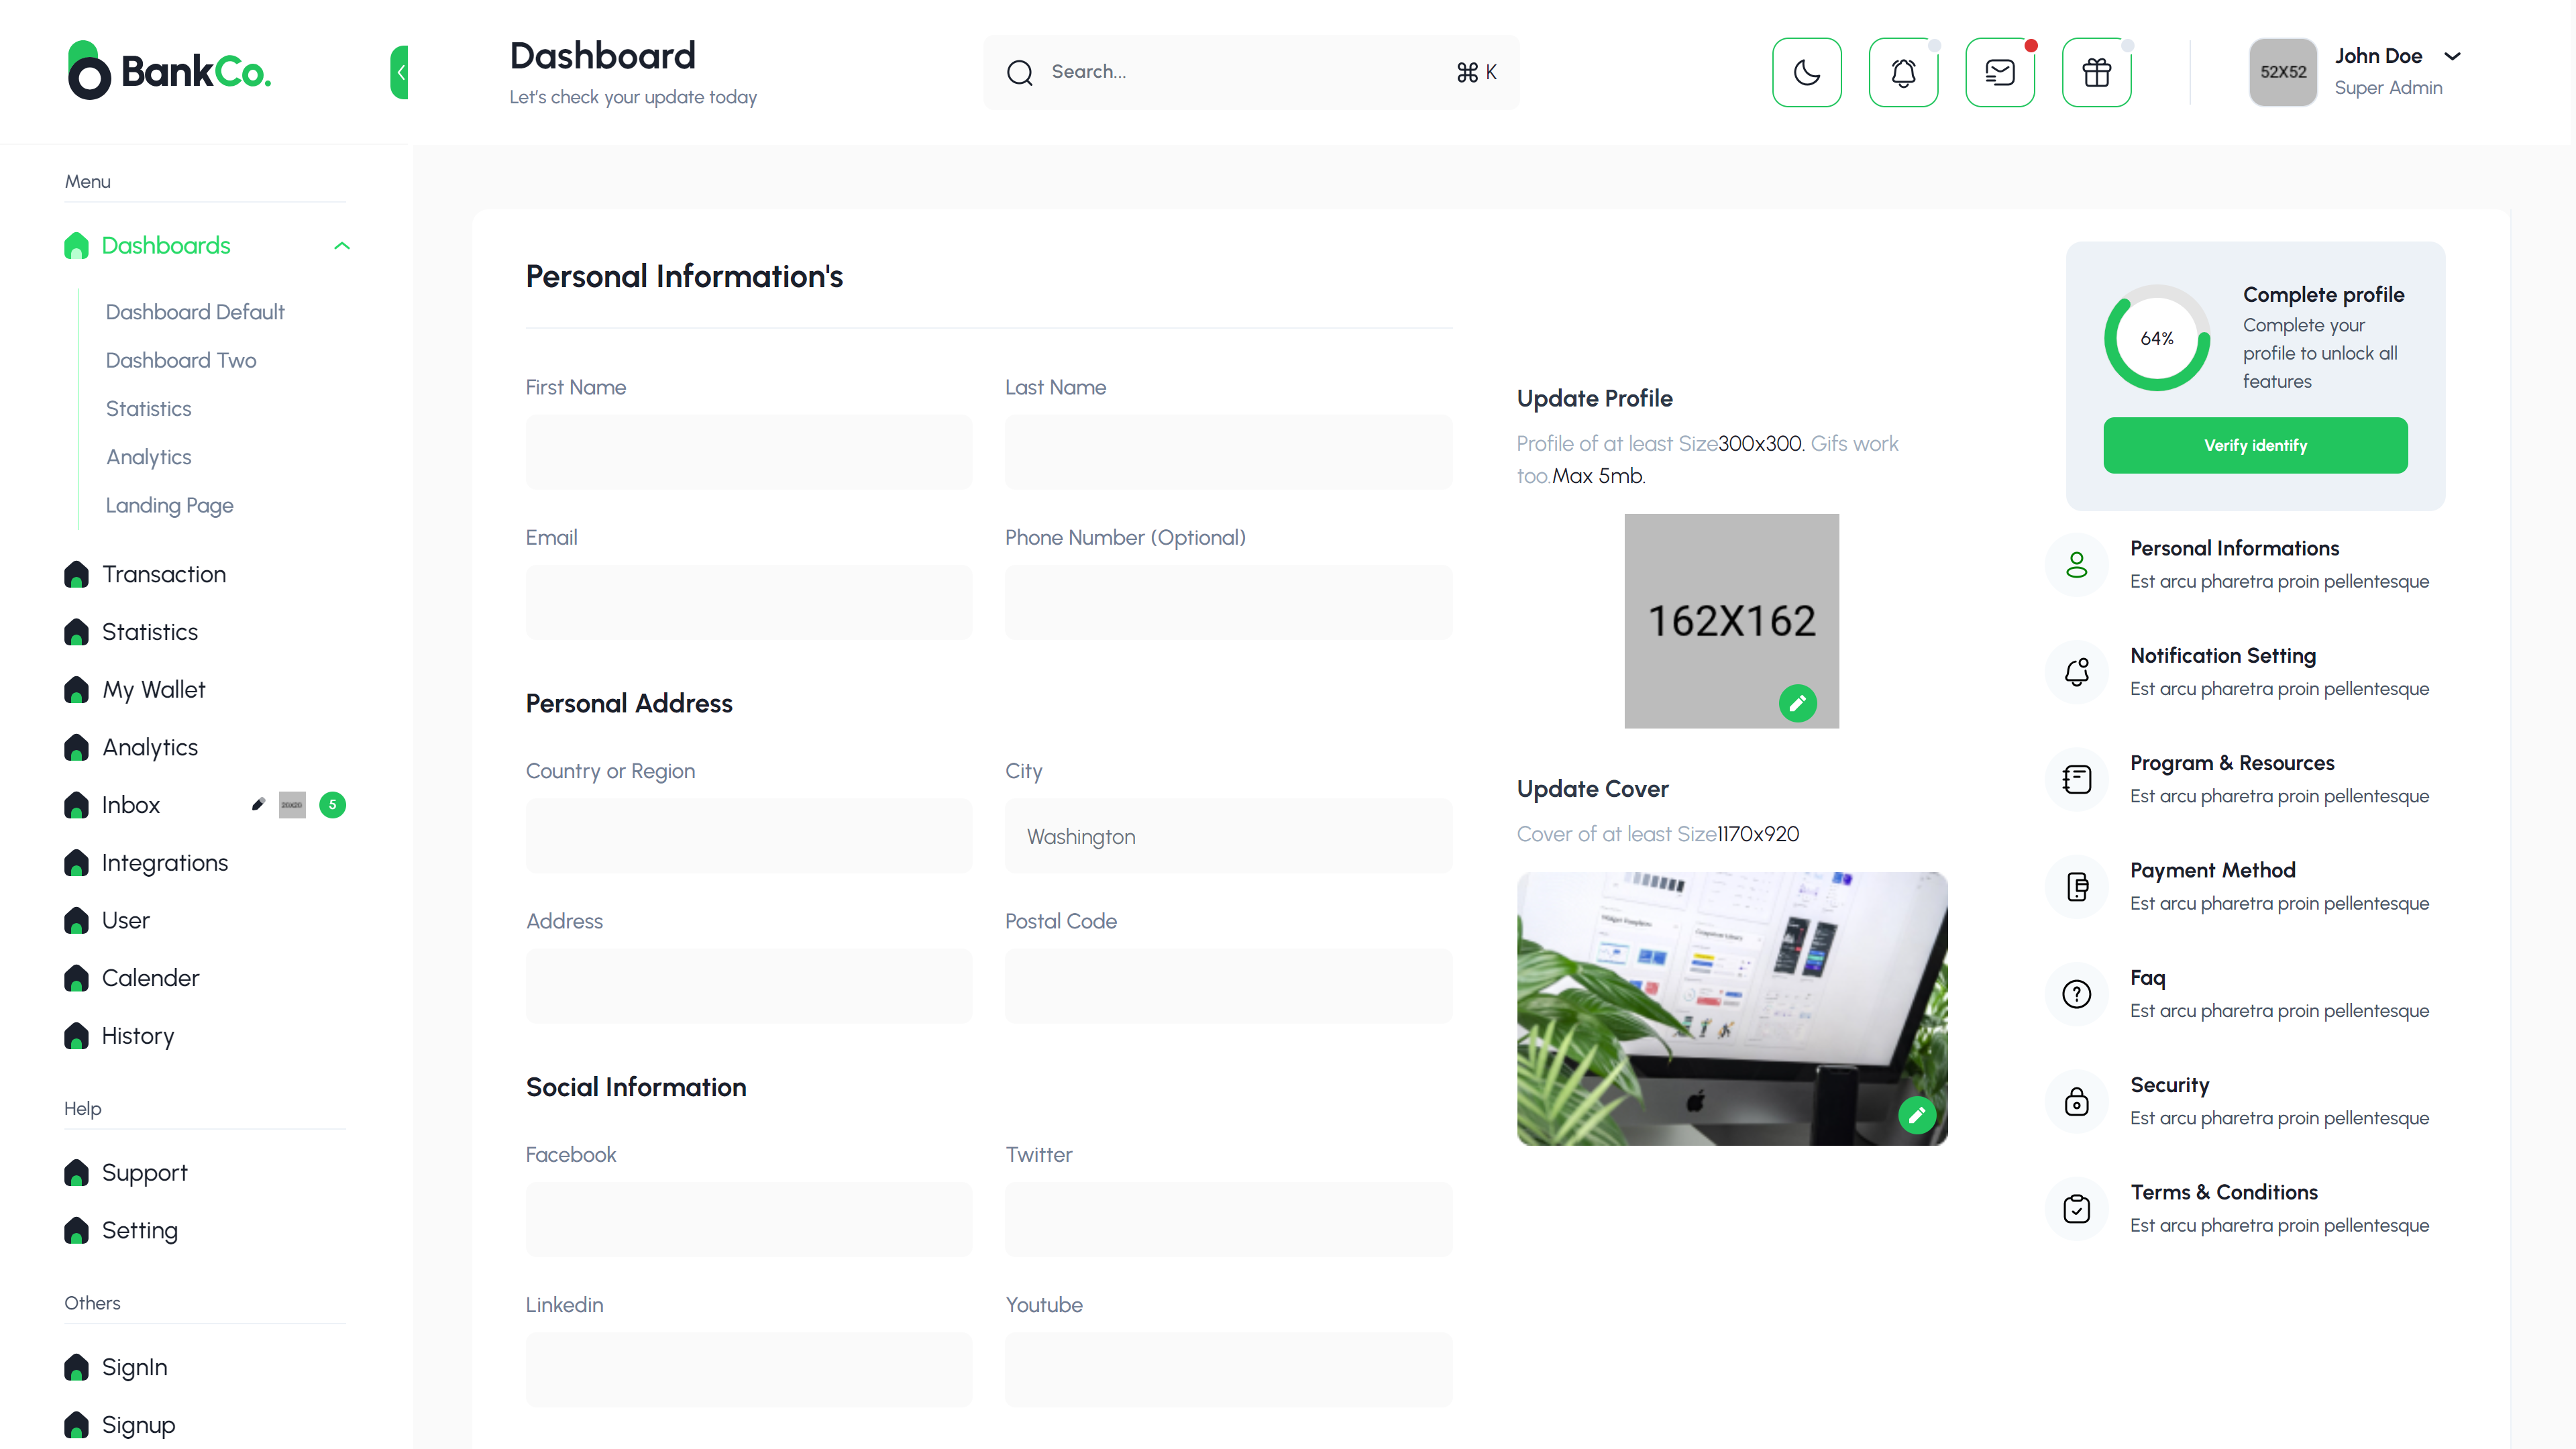 BankCo.
Dashboard
Let's check your update today
Search...
⌘ K
52X52
John Doe
Super Admin
Menu
Dashboards
Dashboard Default
Dashboard Two
Statistics
Analytics
Landing Page
Transaction
Statistics
My Wallet
Analytics
Inbox
5
Integrations
User
Calender
History
Help
Support
Setting
Others
SignIn
Signup
Personal Information's
First Name
Last Name
Email
Phone Number (Optional)
Personal Address
Country or Region
City
Washington
Address
Postal Code
Social Information
Facebook
Twitter
Linkedin
Youtube
Update Profile
Profile of at least Size300x300. Gifs work
too.Max 5mb.
162X162
Update Cover
Cover of at least Size1170x920
64%
Complete profile
Complete your
profile to unlock all
features
Verify identify
Personal Informations
Est arcu pharetra proin pellentesque
Notification Setting
Est arcu pharetra proin pellentesque
Program & Resources
Est arcu pharetra proin pellentesque
Payment Method
Est arcu pharetra proin pellentesque
Faq
Est arcu pharetra proin pellentesque
Security
Est arcu pharetra proin pellentesque
Terms & Conditions
Est arcu pharetra proin pellentesque